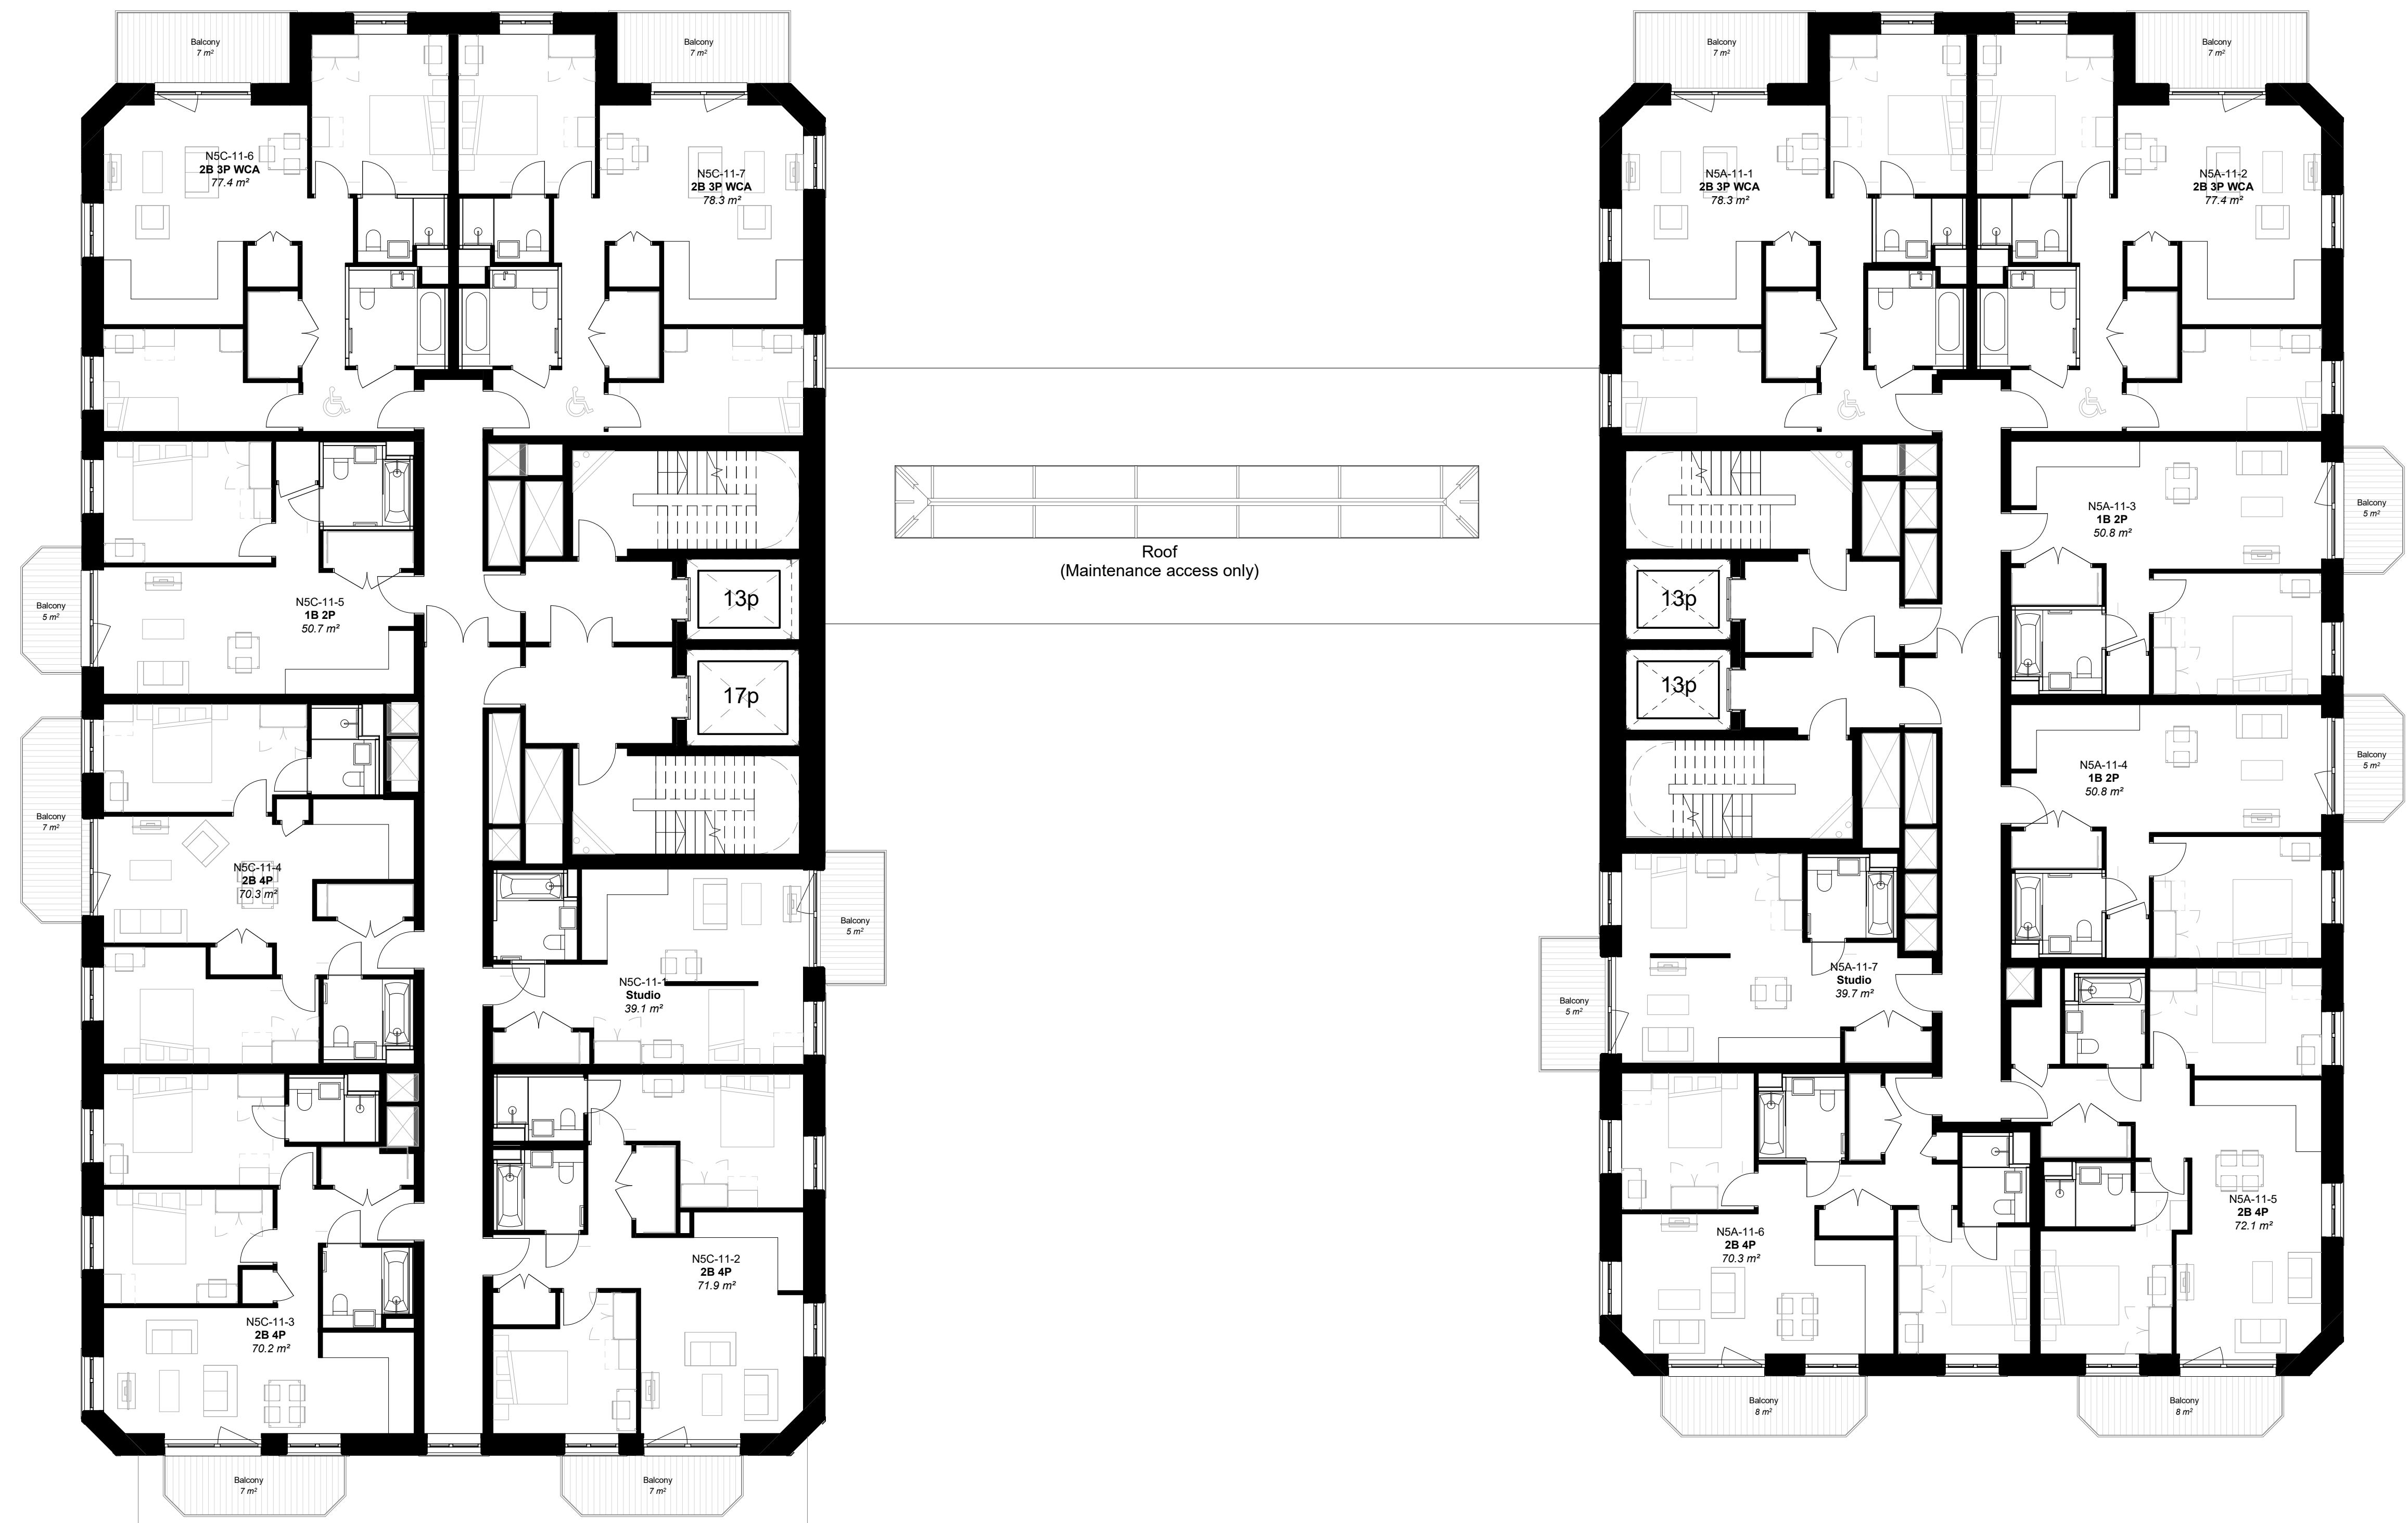 Balcony
7 m²
Balcony
7 m²
Balcony
7 m²
Balcony
7 m²
N5C-11-6
2B 3P WCA
77.4 m²
N5C-11-7
2B 3P WCA
78.3 m²
N5A-11-1
2B 3P WCA
78.3 m²
N5A-11-2
2B 3P WCA
77.4 m²
Roof
(Maintenance access only)
Balcony
5 m²
N5C-11-5
1B 2P
50.7 m²
13p
17p
13p
13p
N5A-11-3
1B 2P
50.8 m²
Balcony
5 m²
N5A-11-4
1B 2P
50.8 m²
Balcony
5 m²
Balcony
7 m²
N5C-11-4
2B 4P
70.3 m²
N5C-11-1
Studio
39.1 m²
Balcony
5 m²
Balcony
5 m²
N5A-11-7
Studio
39.7 m²
N5C-11-3
2B 4P
70.2 m²
N5C-11-2
2B 4P
71.9 m²
N5A-11-6
2B 4P
70.3 m²
N5A-11-5
2B 4P
72.1 m²
Balcony
7 m²
Balcony
7 m²
Balcony
8 m²
Balcony
8 m²